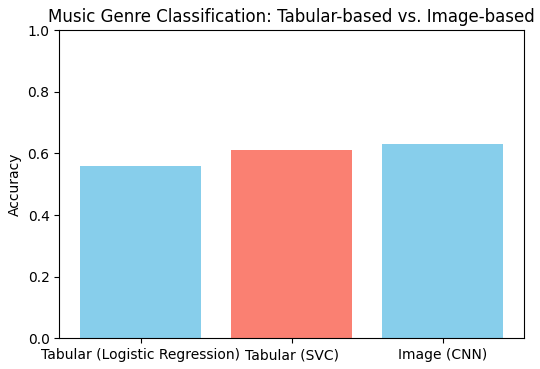 Music Genre Classification: Tabular-based vs. Image-based
1.0
0.8
0.6
0.4
0.2
0.0
Accuracy
Tabular (Logistic Regression) Tabular (SVC) Image (CNN)